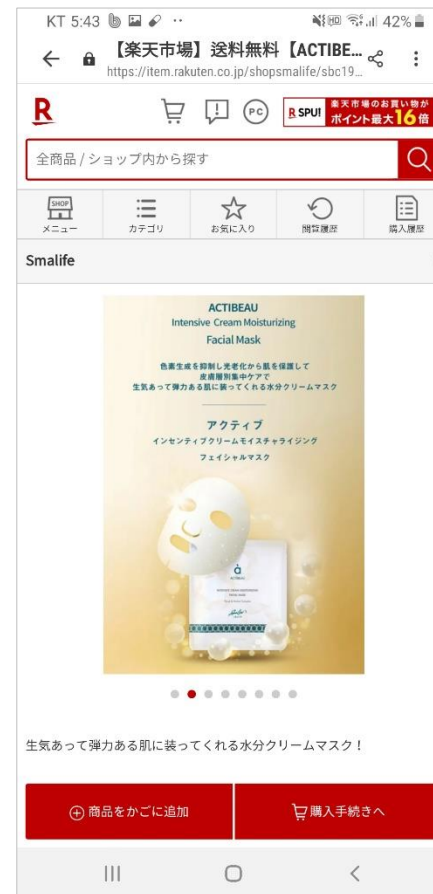 KT 5:43
42%
【楽天市場】送料無料【ACTIBE...
https://item.rakuten.co.jp/shopsmalife/sbc19...
R
PC
R SPU!
楽天市場のお買い物が
ポイント最大16倍
全商品 / ショップ内から探す
SHOP
メニュー
カテゴリ
お気に入り
閲覧履歴
購入履歴
Smalife
ACTIBEAU
Intensive Cream Moisturizing
Facial Mask
色素生成を抑制し光老化から肌を保護して
皮膚層別集中ケアで
生気あって弾力ある肌に装ってくれる水分クリームマスク
アクティブ
インセンティブクリームモイスチャライジング
フェイシャルマスク
ACTIBEAU
生気あって弾力ある肌に装ってくれる水分クリームマスク！
商品をかごに追加
購入手続きへ